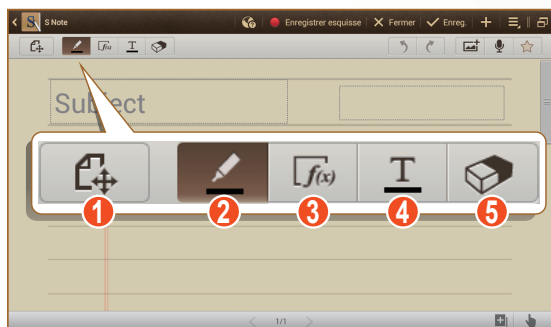 S Note Enregistrer esquisse Fermer Enreg.
f(x) T
Subject
f(x) T
1 2 3 4 5
1/1